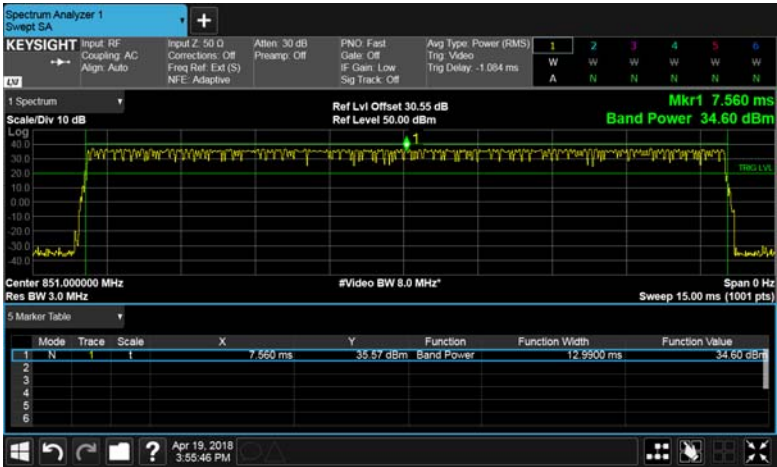 Spectrum Analyzer 1
Swept SA
+
KEYSIGHT
LXI
Input: RF
Coupling: AC
Align: Auto
Input Z: 50 Ω
Corrections: Off
Freq Ref: Ext (S)
NFE: Adaptive
Atten: 30 dB
Preamp: Off
PNO: Fast
Gate: Off
IF Gain: Low
Sig Track: Off
Avg Type: Power (RMS)
Trig: Video
Trig Delay: -1.084 ms
1 2 3 4 5 6
W W W W W W
A N N N N N
1 Spectrum
Scale/Div 10 dB
Ref Lvl Offset 30.55 dB
Ref Level 50.00 dBm
Mkr1 7.560 ms
Band Power 34.60 dBm
Log
40.0
30.0
20.0
10.0
0.00
-10.0
-20.0
-30.0
-40.0
1
TRIG LVL
Center 851.000000 MHz
Res BW 3.0 MHz
#Video BW 8.0 MHz*
Span 0 Hz
Sweep 15.00 ms (1001 pts)
5 Marker Table
Mode Trace Scale X Y Function Function Width Function Value
1 N 1 t 7.560 ms 35.57 dBm Band Power 12.9900 ms 34.60 dBm
2
3
4
5
6
?
Apr 19, 2018
3:55:46 PM